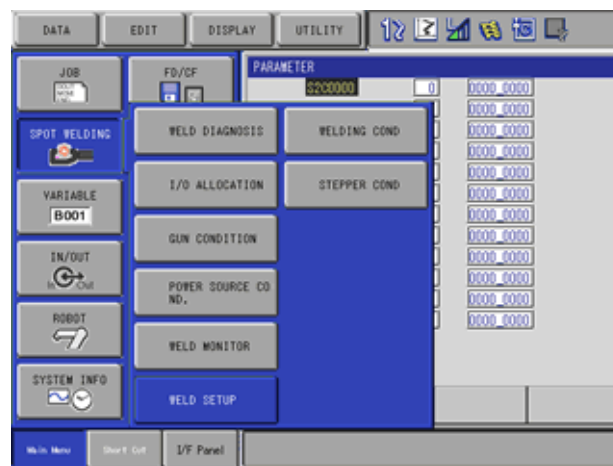 DATA
EDIT
DISPLAY
UTILITY
JOB
FD/CF
PARAMETER
S2C0000
0
0000_0000
0000_0000
0000_0000
0000_0000
0000_0000
0000_0000
0000_0000
0000_0000
0000_0000
0000_0000
0000_0000
0000_0000
SPOT WELDING
VARIABLE
B001
IN/OUT
In
Out
ROBOT
SYSTEM INFO
WELD DIAGNOSIS
WELDING COND
I/O ALLOCATION
STEPPER COND
GUN CONDITION
POWER SOURCE CO
ND.
WELD MONITOR
WELD SETUP
Main Menu
Short Cut
I/F Panel